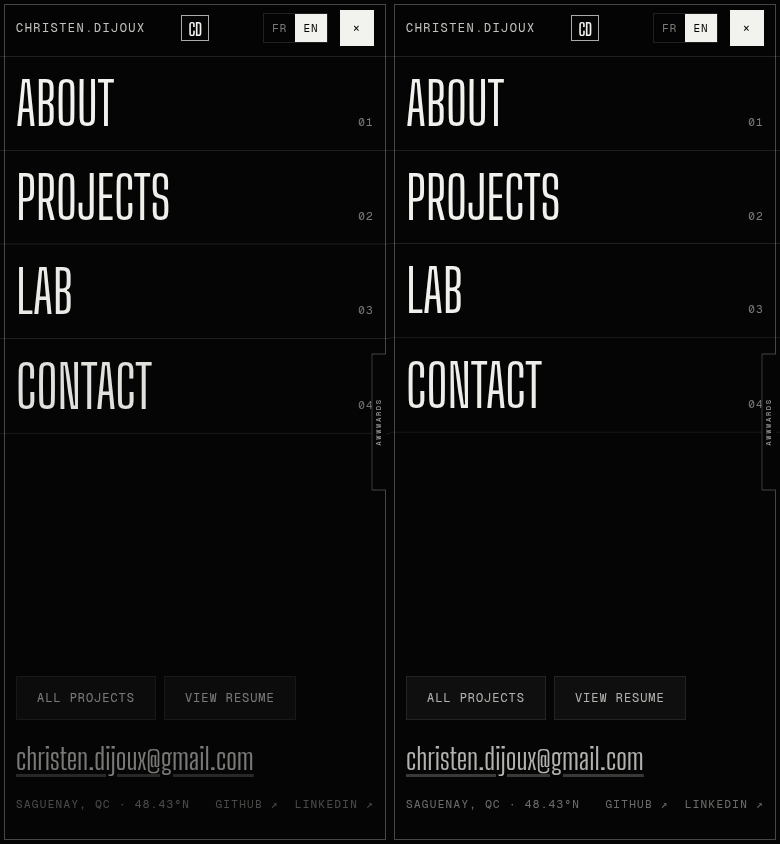 CHRISTEN.DIJOUX CD FR EN ×
ABOUT 01
PROJECTS 02
LAB 03
CONTACT 04
AWWWARDS
ALL PROJECTS VIEW RESUME
christen.dijoux@gmail.com
SAGUENAY, QC · 48.43°N GITHUB ↗ LINKEDIN ↗
CHRISTEN.DIJOUX CD FR EN ×
ABOUT 01
PROJECTS 02
LAB 03
CONTACT 04
AWWWARDS
ALL PROJECTS VIEW RESUME
christen.dijoux@gmail.com
SAGUENAY, QC · 48.43°N GITHUB ↗ LINKEDIN ↗